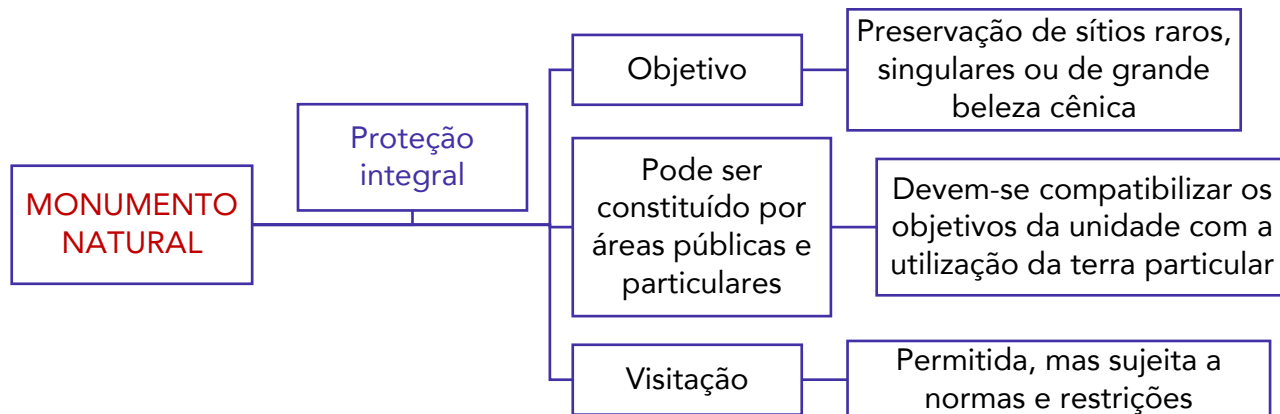 MONUMENTO
NATURAL
Proteção
integral
Objetivo
Preservação de sítios raros,
singulares ou de grande
beleza cênica
Pode ser
constituído por
áreas públicas e
particulares
Devem-se compatibilizar os
objetivos da unidade com a
utilização da terra particular
Visitação
Permitida, mas sujeita a
normas e restrições